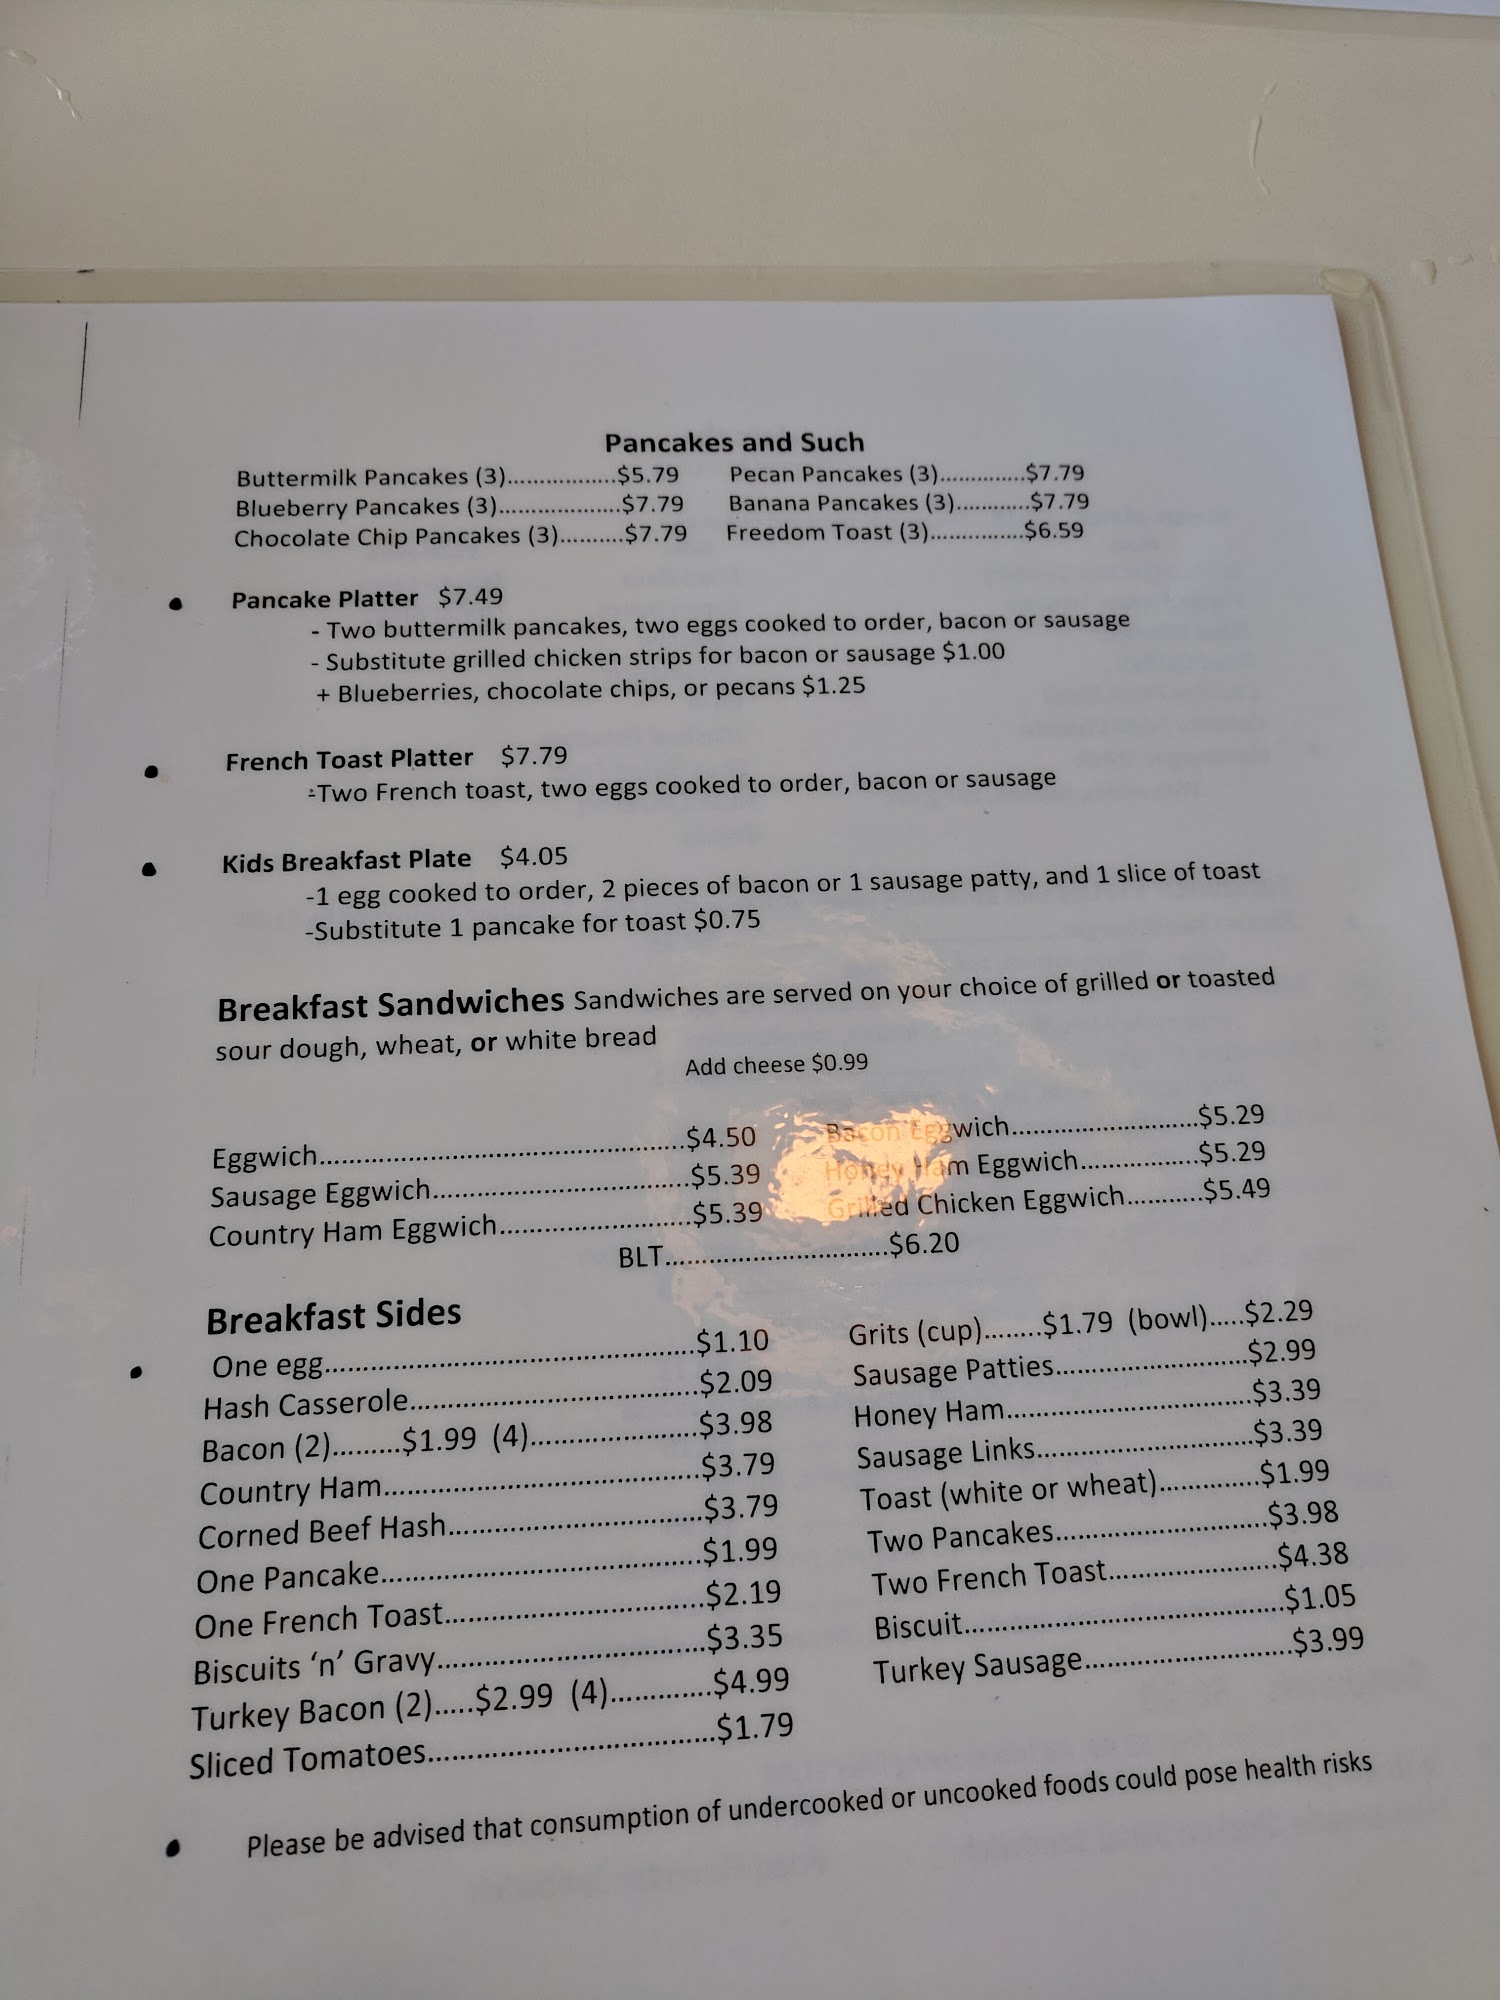 Pancakes and Such
Buttermilk Pancakes (3)..................$5.79 Pecan Pancakes (3)..............$7.79
Blueberry Pancakes (3)....................$7.79 Banana Pancakes (3)............$7.79
Chocolate Chip Pancakes (3)..........$7.79 Freedom Toast (3)...............$6.59
• Pancake Platter $7.49
- Two buttermilk pancakes, two eggs cooked to order, bacon or sausage
- Substitute grilled chicken strips for bacon or sausage $1.00
+ Blueberries, chocolate chips, or pecans $1.25
• French Toast Platter $7.79
-Two French toast, two eggs cooked to order, bacon or sausage
• Kids Breakfast Plate $4.05
-1 egg cooked to order, 2 pieces of bacon or 1 sausage patty, and 1 slice of toast
-Substitute 1 pancake for toast $0.75
Breakfast Sandwiches Sandwiches are served on your choice of grilled or toasted
sour dough, wheat, or white bread
Add cheese $0.99
Eggwich..................................................$4.50 Bacon Eggwich..........................$5.29
Sausage Eggwich...................................$5.39 Honey Ham Eggwich................$5.29
Country Ham Eggwich..........................$5.39 Grilled Chicken Eggwich...........$5.49
BLT...............................$6.20
Breakfast Sides
• One egg..................................................$1.10 Grits (cup)........$1.79 (bowl).....$2.29
Hash Casserole.......................................$2.09 Sausage Patties..........................$2.99
Bacon (2).........$1.99 (4).......................$3.98 Honey Ham..................................$3.39
Country Ham..........................................$3.79 Sausage Links..............................$3.39
Corned Beef Hash..................................$3.79 Toast (white or wheat)..............$1.99
One Pancake...........................................$1.99 Two Pancakes.............................$3.98
One French Toast...................................$2.19 Two French Toast.......................$4.38
Biscuits ‘n’ Gravy....................................$3.35 Biscuit............................................$1.05
Turkey Bacon (2).....$2.99 (4).............$4.99 Turkey Sausage............................$3.99
Sliced Tomatoes......................................$1.79
• Please be advised that consumption of undercooked or uncooked foods could pose health risks